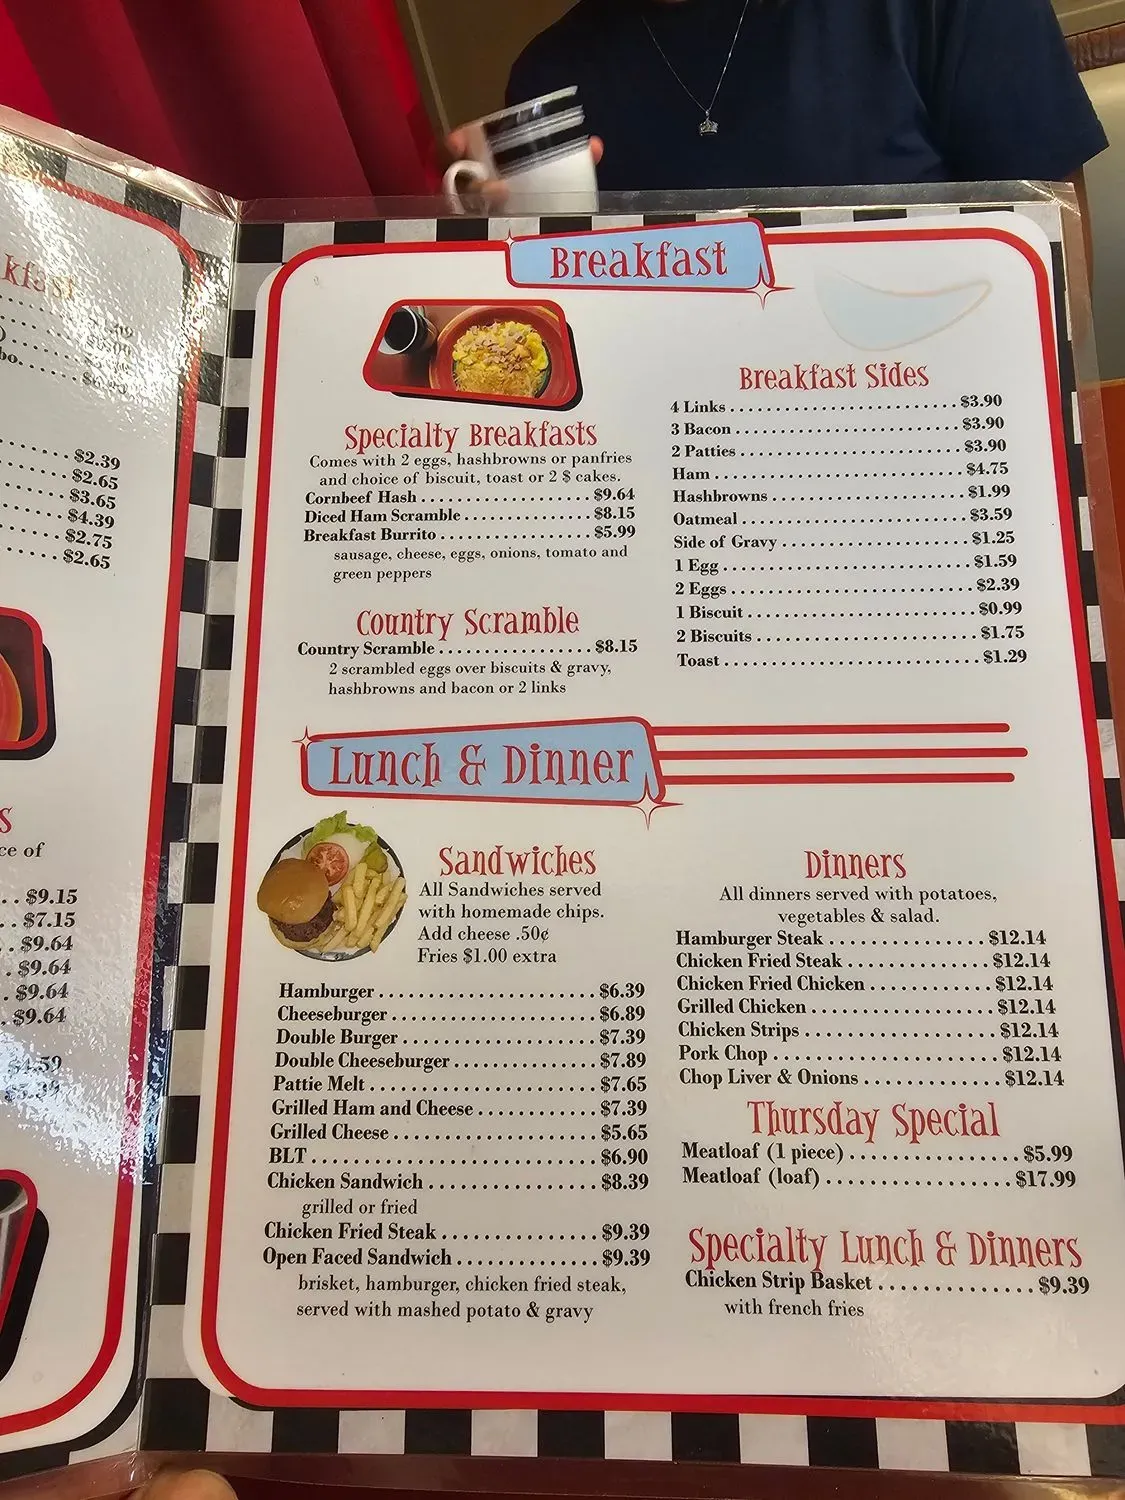 $2.39
$2.65
$3.65
$4.39
$2.75
$2.65
ce of
$9.15
$7.15
$9.64
$9.64
$9.64
$9.64
Breakfast
Specialty Breakfasts
Comes with 2 eggs, hashbrowns or panfries
and choice of biscuit, toast or 2 $ cakes.
Cornbeef Hash . . . . . . . . . . . . . . . . . . . $9.64
Diced Ham Scramble . . . . . . . . . . . . . . $8.15
Breakfast Burrito . . . . . . . . . . . . . . . . . $5.99
sausage, cheese, eggs, onions, tomato and
green peppers
Country Scramble
Country Scramble . . . . . . . . . . . . . . . . . $8.15
2 scrambled eggs over biscuits & gravy,
hashbrowns and bacon or 2 links
Breakfast Sides
4 Links . . . . . . . . . . . . . . . . . . . . . . . . . $3.90
3 Bacon . . . . . . . . . . . . . . . . . . . . . . . . . $3.90
2 Patties . . . . . . . . . . . . . . . . . . . . . . . . . $3.90
Ham . . . . . . . . . . . . . . . . . . . . . . . . . . . . $4.75
Hashbrowns . . . . . . . . . . . . . . . . . . . . . . $1.99
Oatmeal . . . . . . . . . . . . . . . . . . . . . . . . . $3.59
Side of Gravy . . . . . . . . . . . . . . . . . . . . . $1.25
1 Egg . . . . . . . . . . . . . . . . . . . . . . . . . . . $1.59
2 Eggs . . . . . . . . . . . . . . . . . . . . . . . . . . . $2.39
1 Biscuit . . . . . . . . . . . . . . . . . . . . . . . . . $0.99
2 Biscuits . . . . . . . . . . . . . . . . . . . . . . . . $1.75
Toast . . . . . . . . . . . . . . . . . . . . . . . . . . . . $1.29
Lunch & Dinner
Sandwiches
All Sandwiches served
with homemade chips.
Add cheese .50¢
Fries $1.00 extra
Hamburger . . . . . . . . . . . . . . . . . . . . . . $6.39
Cheeseburger . . . . . . . . . . . . . . . . . . . . . $6.89
Double Burger . . . . . . . . . . . . . . . . . . . . $7.39
Double Cheeseburger . . . . . . . . . . . . . . . $7.89
Pattie Melt . . . . . . . . . . . . . . . . . . . . . . . $7.65
Grilled Ham and Cheese . . . . . . . . . . . . $7.39
Grilled Cheese . . . . . . . . . . . . . . . . . . . . . $5.65
BLT . . . . . . . . . . . . . . . . . . . . . . . . . . . . . $6.90
Chicken Sandwich . . . . . . . . . . . . . . . . . $8.39
grilled or fried
Chicken Fried Steak . . . . . . . . . . . . . . . . $9.39
Open Faced Sandwich . . . . . . . . . . . . . . $9.39
brisket, hamburger, chicken fried steak,
served with mashed potato & gravy
Dinners
All dinners served with potatoes,
vegetables & salad.
Hamburger Steak . . . . . . . . . . . . . . . . $12.14
Chicken Fried Steak . . . . . . . . . . . . . . $12.14
Chicken Fried Chicken . . . . . . . . . . . . $12.14
Grilled Chicken . . . . . . . . . . . . . . . . . . $12.14
Chicken Strips . . . . . . . . . . . . . . . . . . . $12.14
Pork Chop . . . . . . . . . . . . . . . . . . . . . . $12.14
Chop Liver & Onions . . . . . . . . . . . . . . $12.14
Thursday Special
Meatloaf (1 piece) . . . . . . . . . . . . . . . . . $5.99
Meatloaf (loaf) . . . . . . . . . . . . . . . . . . . $17.99
Specialty Lunch & Dinners
Chicken Strip Basket . . . . . . . . . . . . . . $9.39
with french fries